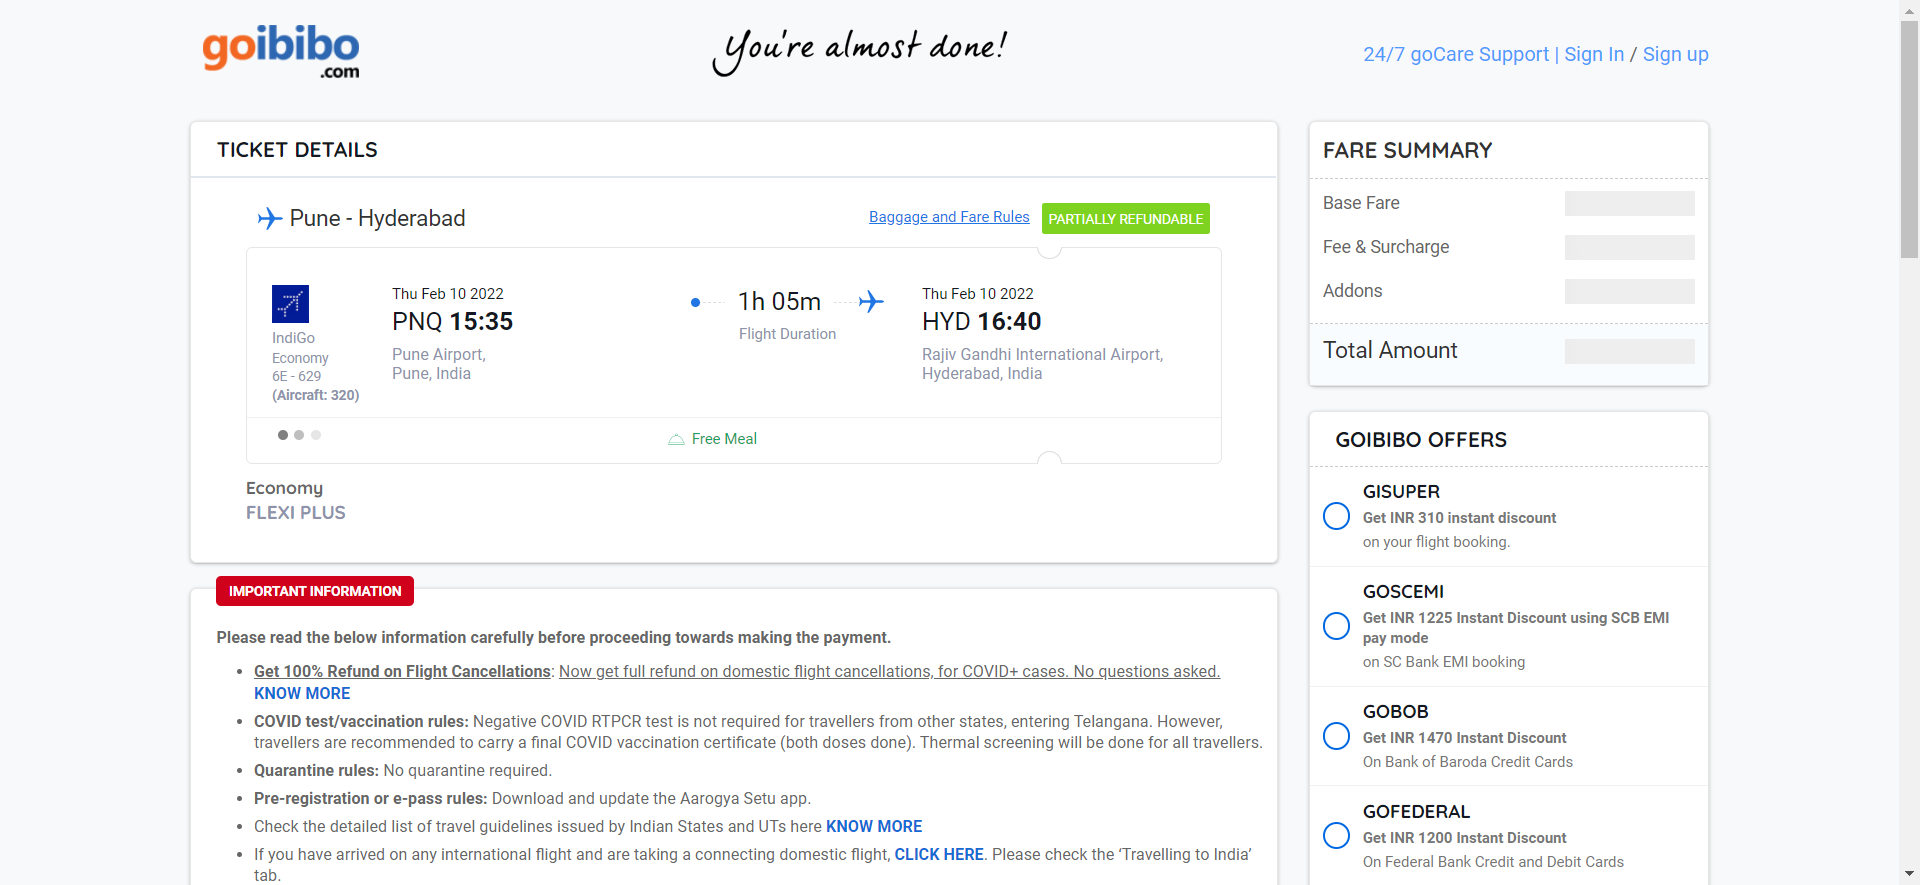 goibibo
.com
You're almost done!
24/7 goCare Support | Sign In / Sign up
TICKET DETAILS
Pune - Hyderabad
Baggage and Fare Rules
PARTIALLY REFUNDABLE
IndiGo
Economy
6E - 629
(Aircraft: 320)
Thu Feb 10 2022
PNQ 15:35
Pune Airport,
Pune, India
1h 05m
Flight Duration
Thu Feb 10 2022
HYD 16:40
Rajiv Gandhi International Airport,
Hyderabad, India
Free Meal
Economy
FLEXI PLUS
IMPORTANT INFORMATION
Please read the below information carefully before proceeding towards making the payment.
• Get 100% Refund on Flight Cancellations: Now get full refund on domestic flight cancellations, for COVID+ cases. No questions asked.
KNOW MORE
• COVID test/vaccination rules: Negative COVID RTPCR test is not required for travellers from other states, entering Telangana. However,
travellers are recommended to carry a final COVID vaccination certificate (both doses done). Thermal screening will be done for all travellers.
• Quarantine rules: No quarantine required.
• Pre-registration or e-pass rules: Download and update the Aarogya Setu app.
• Check the detailed list of travel guidelines issued by Indian States and UTs here KNOW MORE
• If you have arrived on any international flight and are taking a connecting domestic flight, CLICK HERE. Please check the ‘Travelling to India’
tab.
FARE SUMMARY
Base Fare
Fee & Surcharge
Addons
Total Amount
GOIBIBO OFFERS
GISUPER
Get INR 310 instant discount
on your flight booking.
GOSCEMI
Get INR 1225 Instant Discount using SCB EMI
pay mode
on SC Bank EMI booking
GOBOB
Get INR 1470 Instant Discount
On Bank of Baroda Credit Cards
GOFEDERAL
Get INR 1200 Instant Discount
On Federal Bank Credit and Debit Cards